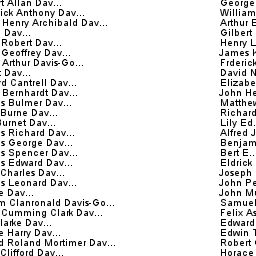 rt Allan Dav... George
ick Anthony Dav... William
Henry Archibald Dav... Arthur E
Dav... Gilbert
Robert Dav... Henry L
Geoffrey Dav... James
Arthur Davis-Go... Frderick
Dav... David N
d Cantrell Dav... Elizabe
Bernhardt Dav... John He
s Bulmer Dav... Matthew
Burne Dav... Richard
Burnet Dav... Lily Ed
s Richard Dav... Alfred J
s George Dav... Benjam
s Spencer Dav... Bert E..
s Edward Dav... Eldrick
Charles Dav... Joseph
s Leonard Dav... John Pe
e Dav... John Mu
m Clanronald Davis-Go... Samuel
Cumming Clark Dav... Felix As
larke Dav... Edward
e Harry Dav... Edwin T
d Roland Mortimer Dav... Robert
Clifford Dav... Horace